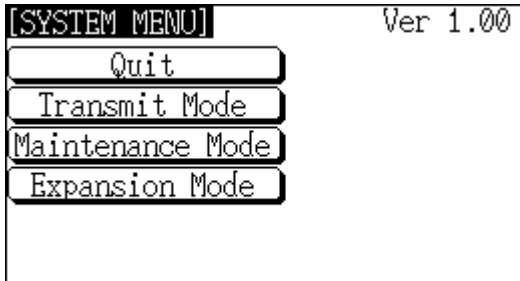 [SYSTEM MENU] Ver 1.00
Quit
Transmit Mode
Maintenance Mode
Expansion Mode